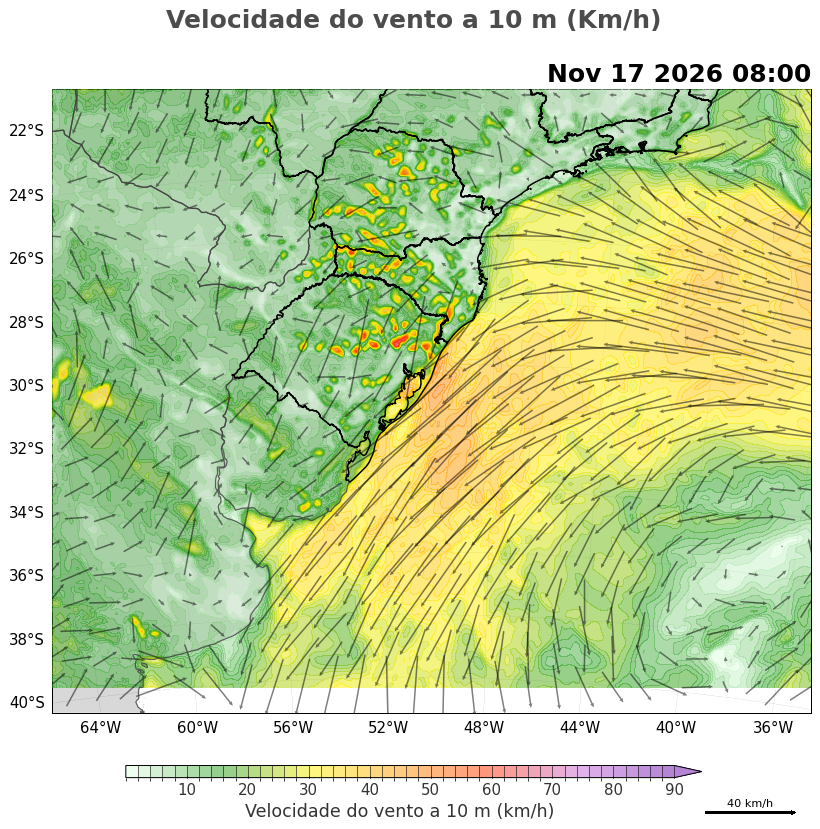 Velocidade do vento a 10 m (Km/h)
Nov 17 2026 08:00
22°S
24°S
26°S
28°S
30°S
32°S
34°S
36°S
38°S
40°S
64°W 60°W 56°W 52°W 48°W 44°W 40°W 36°W
10 20 30 40 50 60 70 80 90
Velocidade do vento a 10 m (km/h)
40 km/h